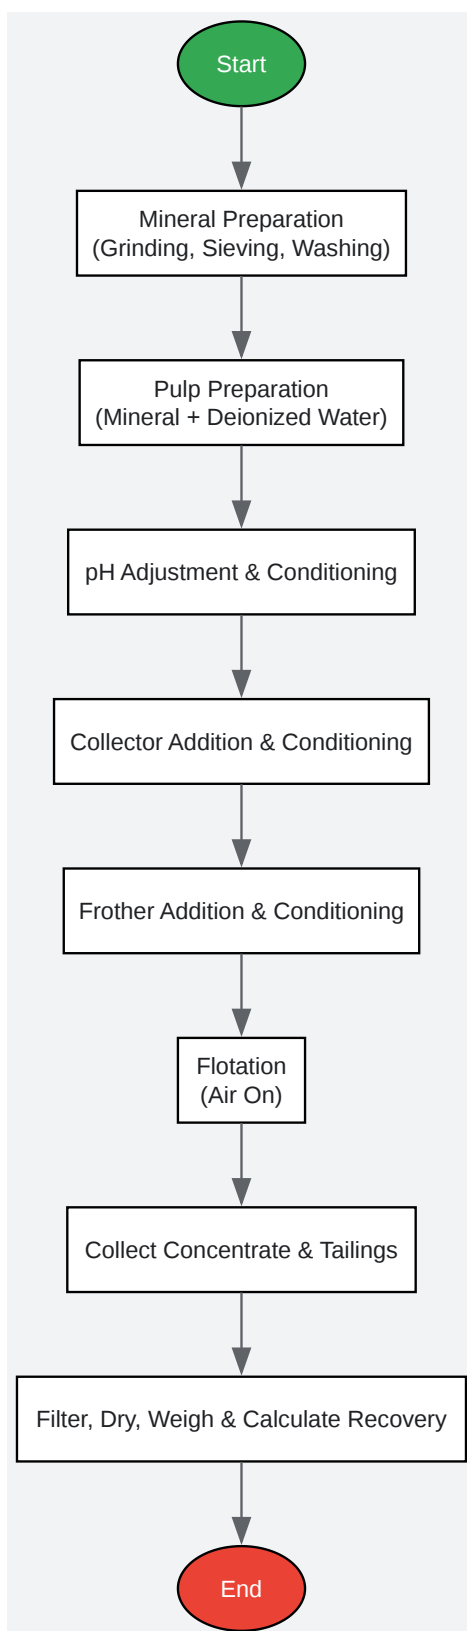 Start
Mineral Preparation
(Grinding, Sieving, Washing)
Pulp Preparation
(Mineral + Deionized Water)
pH Adjustment & Conditioning
Collector Addition & Conditioning
Frother Addition & Conditioning
Flotation
(Air On)
Collect Concentrate & Tailings
Filter, Dry, Weigh & Calculate Recovery
End